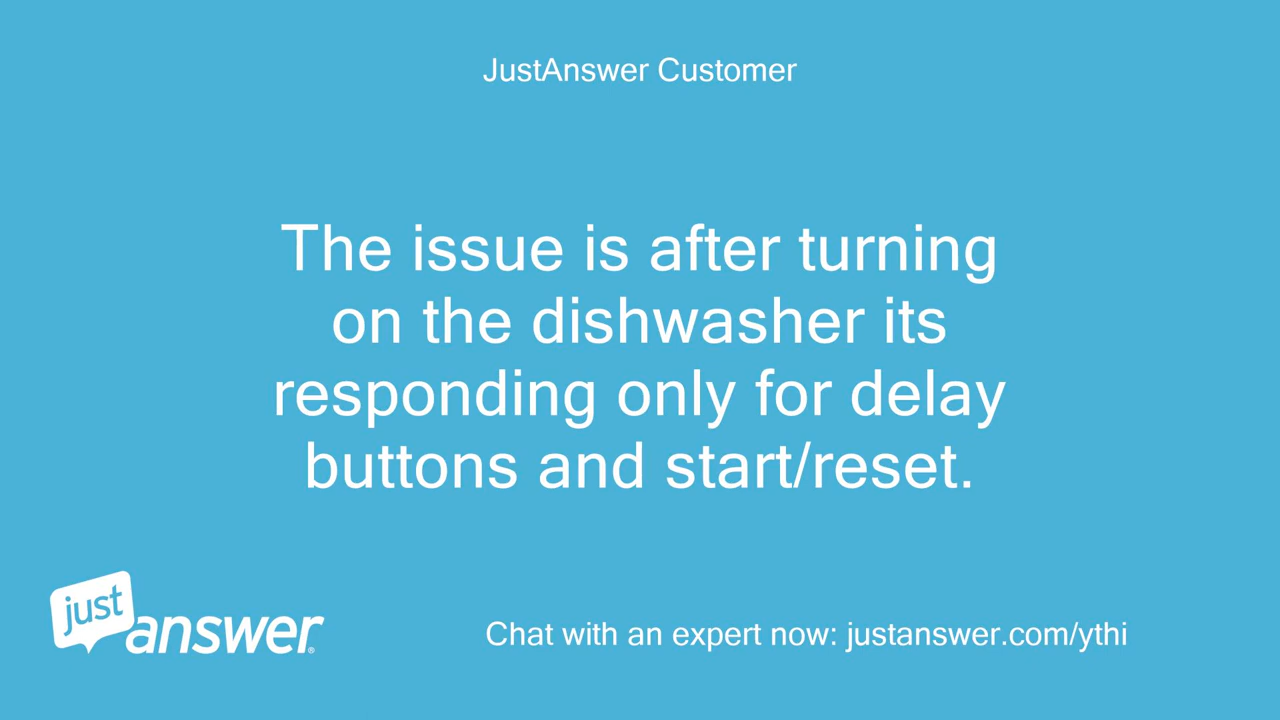 JustAnswer Customer
The issue is after turning
on the dishwasher its
responding only for delay
buttons and start/reset.
just
answer®
Chat with an expert now: justanswer.com/ythi